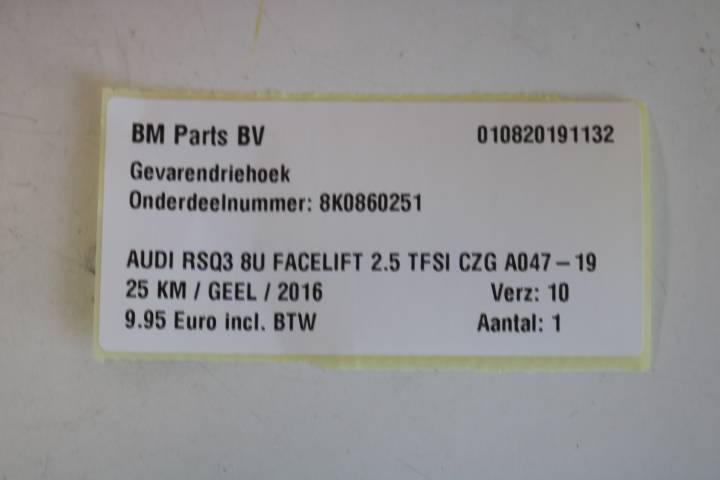 BM Parts BV 010820191132
Gevarendriehoek
Onderdeelnummer: 8K0860251
AUDI RSQ3 8U FACELIFT 2.5 TFSI CZG A047-19
25 KM / GEEL / 2016 Verz: 10
9.95 Euro incl. BTW Aantal: 1